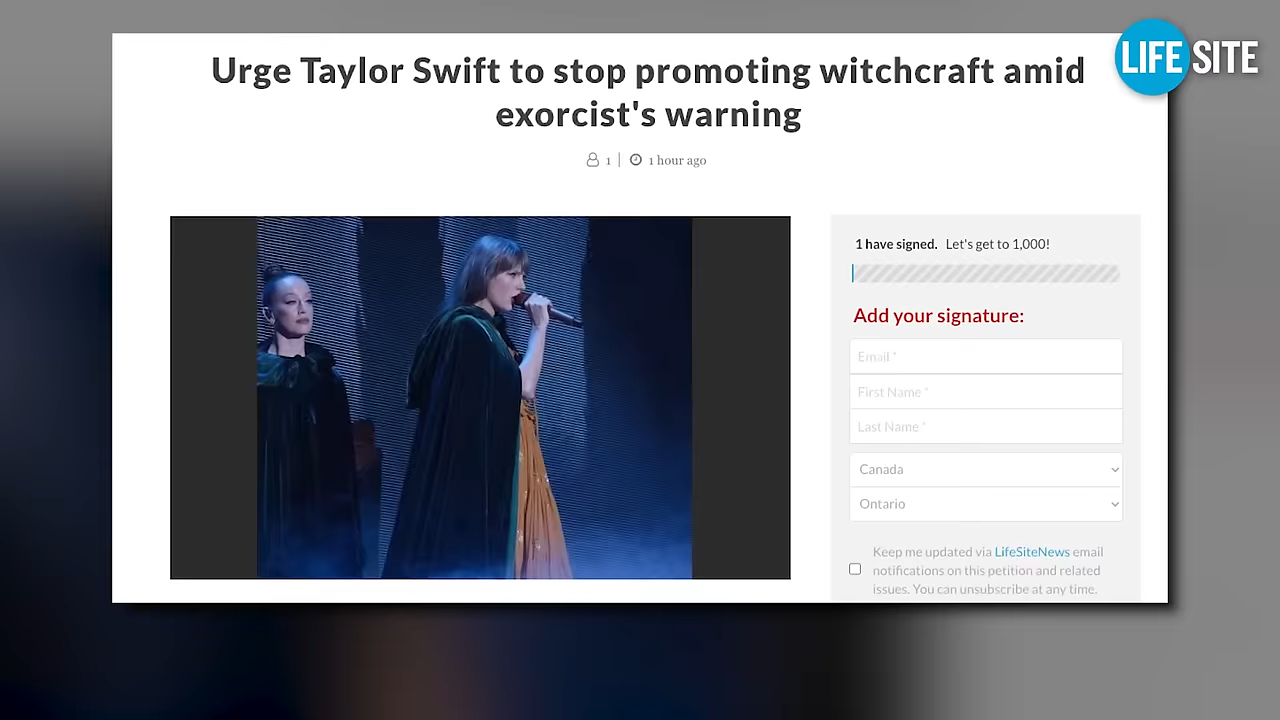 LIFE SITE
Urge Taylor Swift to stop promoting witchcraft amid
exorcist's warning
1 | 1 hour ago
1 have signed. Let's get to 1,000!
Add your signature:
Email *
First Name *
Last Name *
Canada
Ontario
Keep me updated via LifeSiteNews email
notifications on this petition and related
issues. You can unsubscribe at any time.